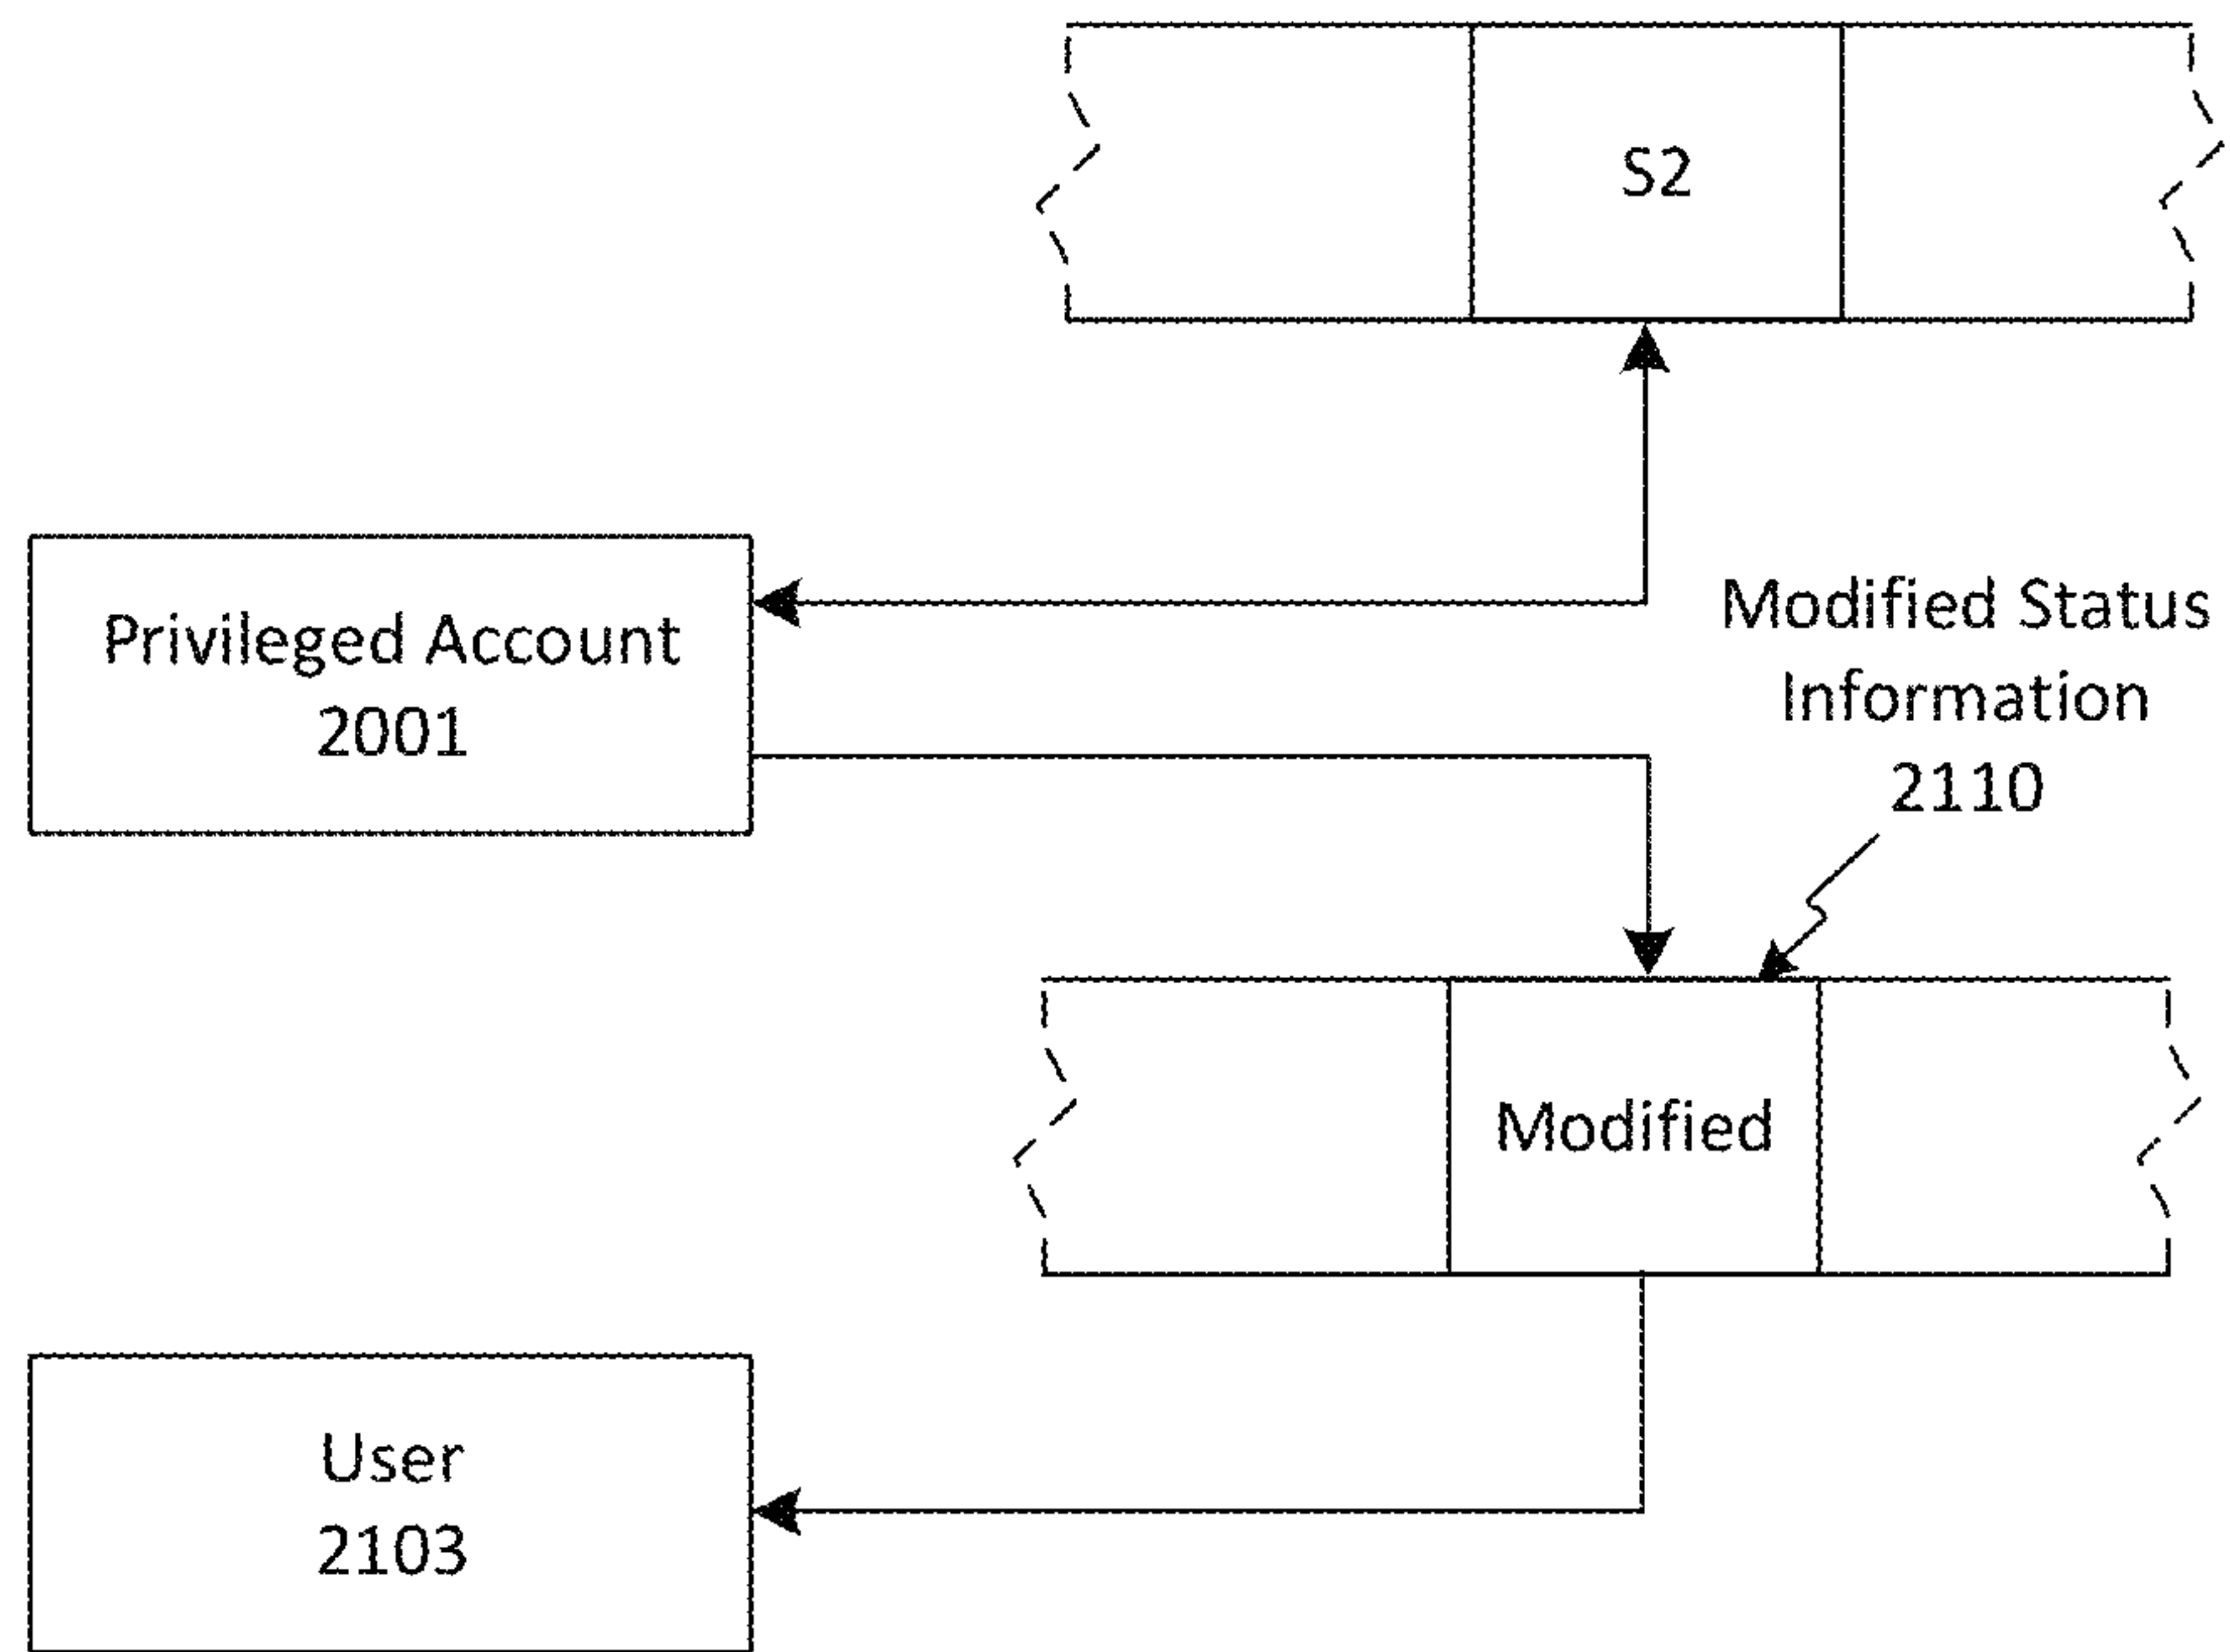 S2
Privileged Account
2001
Modified Status
Information
2110
Modified
User
2103